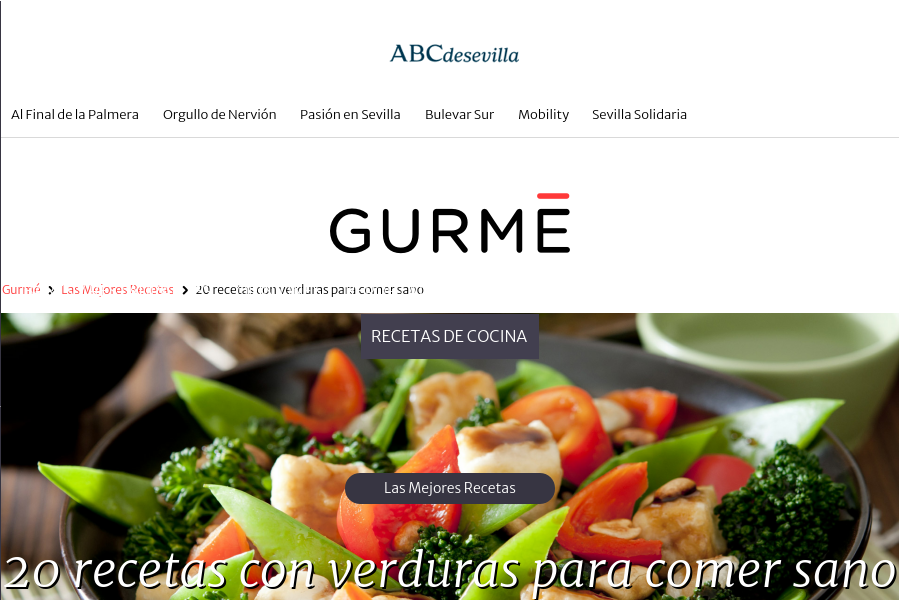 ABCdesevilla
Al Final de la Palmera Orgullo de Nervión Pasión en Sevilla Bulevar Sur Mobility Sevilla Solidaria
GURMĒ
Gurmé Las Mejores Recetas 20 recetas con verduras para comer sano
RECETAS DE COCINA
Las Mejores Recetas
20 recetas con verduras para comer sano